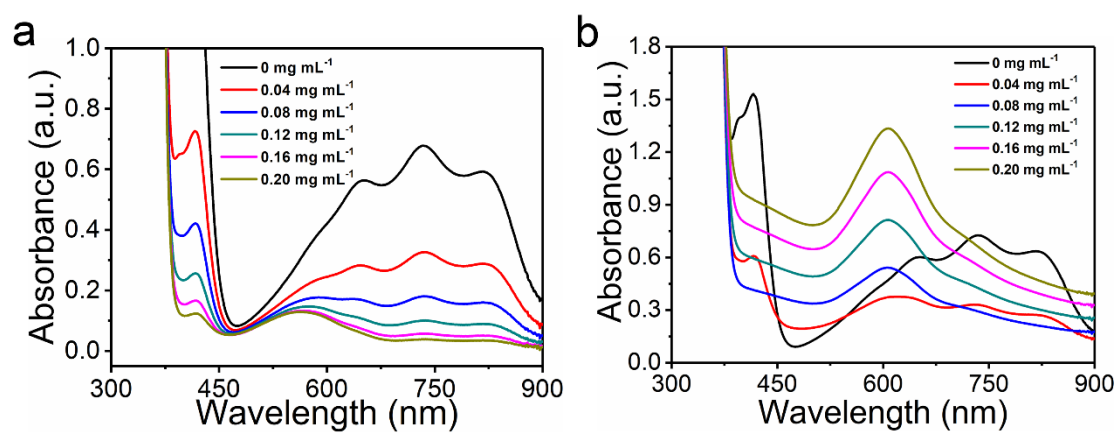 a
Absorbance (a.u.)
1.0
0.8
0.6
0.4
0.2
0.0
0 mg mL⁻¹
0.04 mg mL⁻¹
0.08 mg mL⁻¹
0.12 mg mL⁻¹
0.16 mg mL⁻¹
0.20 mg mL⁻¹
300 450 600 750 900
Wavelength (nm)
b
Absorbance (a.u.)
1.8
1.5
1.2
0.9
0.6
0.3
0.0
0 mg mL⁻¹
0.04 mg mL⁻¹
0.08 mg mL⁻¹
0.12 mg mL⁻¹
0.16 mg mL⁻¹
0.20 mg mL⁻¹
300 450 600 750 900
Wavelength (nm)